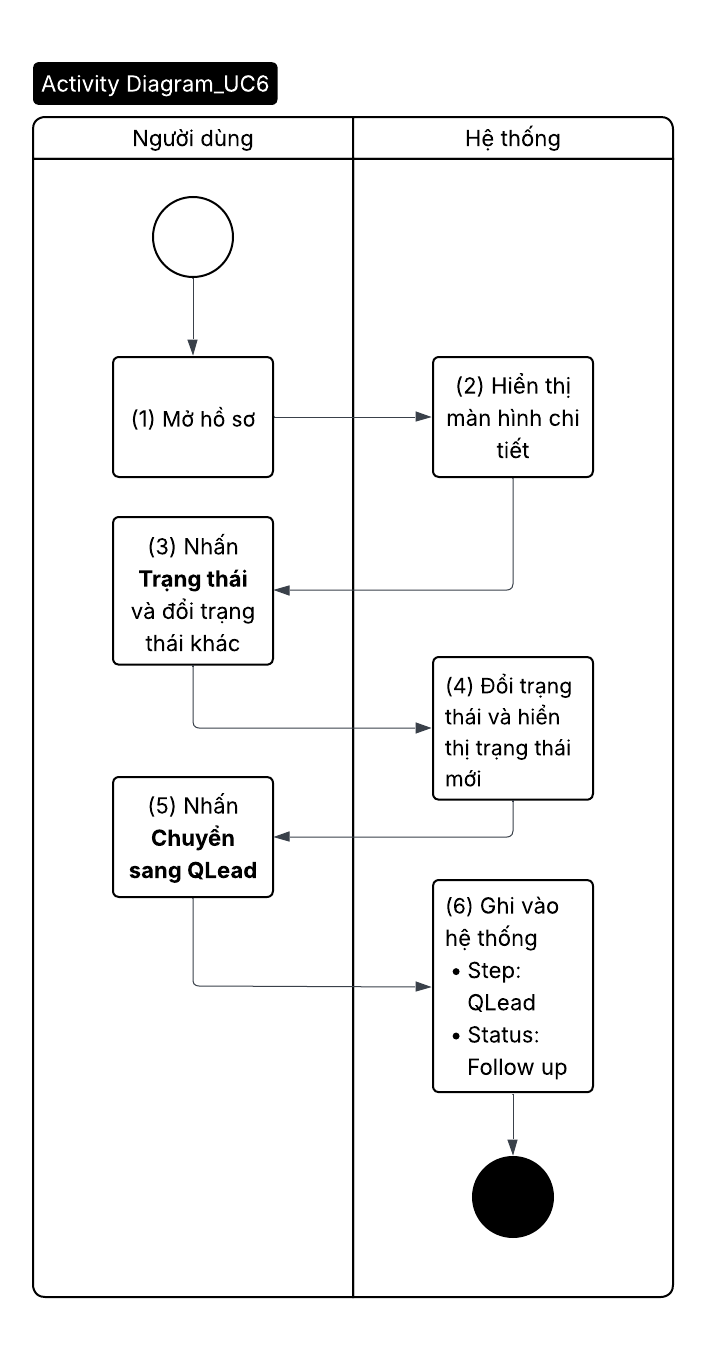 Activity Diagram_UC6
Người dùng
Hệ thống
(1) Mở hồ sơ
(2) Hiển thị
màn hình chi
tiết
(3) Nhấn
Trạng thái
và đổi trạng
thái khác
(4) Đổi trạng
thái và hiển
thị trạng thái
mới
(5) Nhấn
Chuyển
sang QLead
(6) Ghi vào
hệ thống
• Step:
QLead
• Status:
Follow up